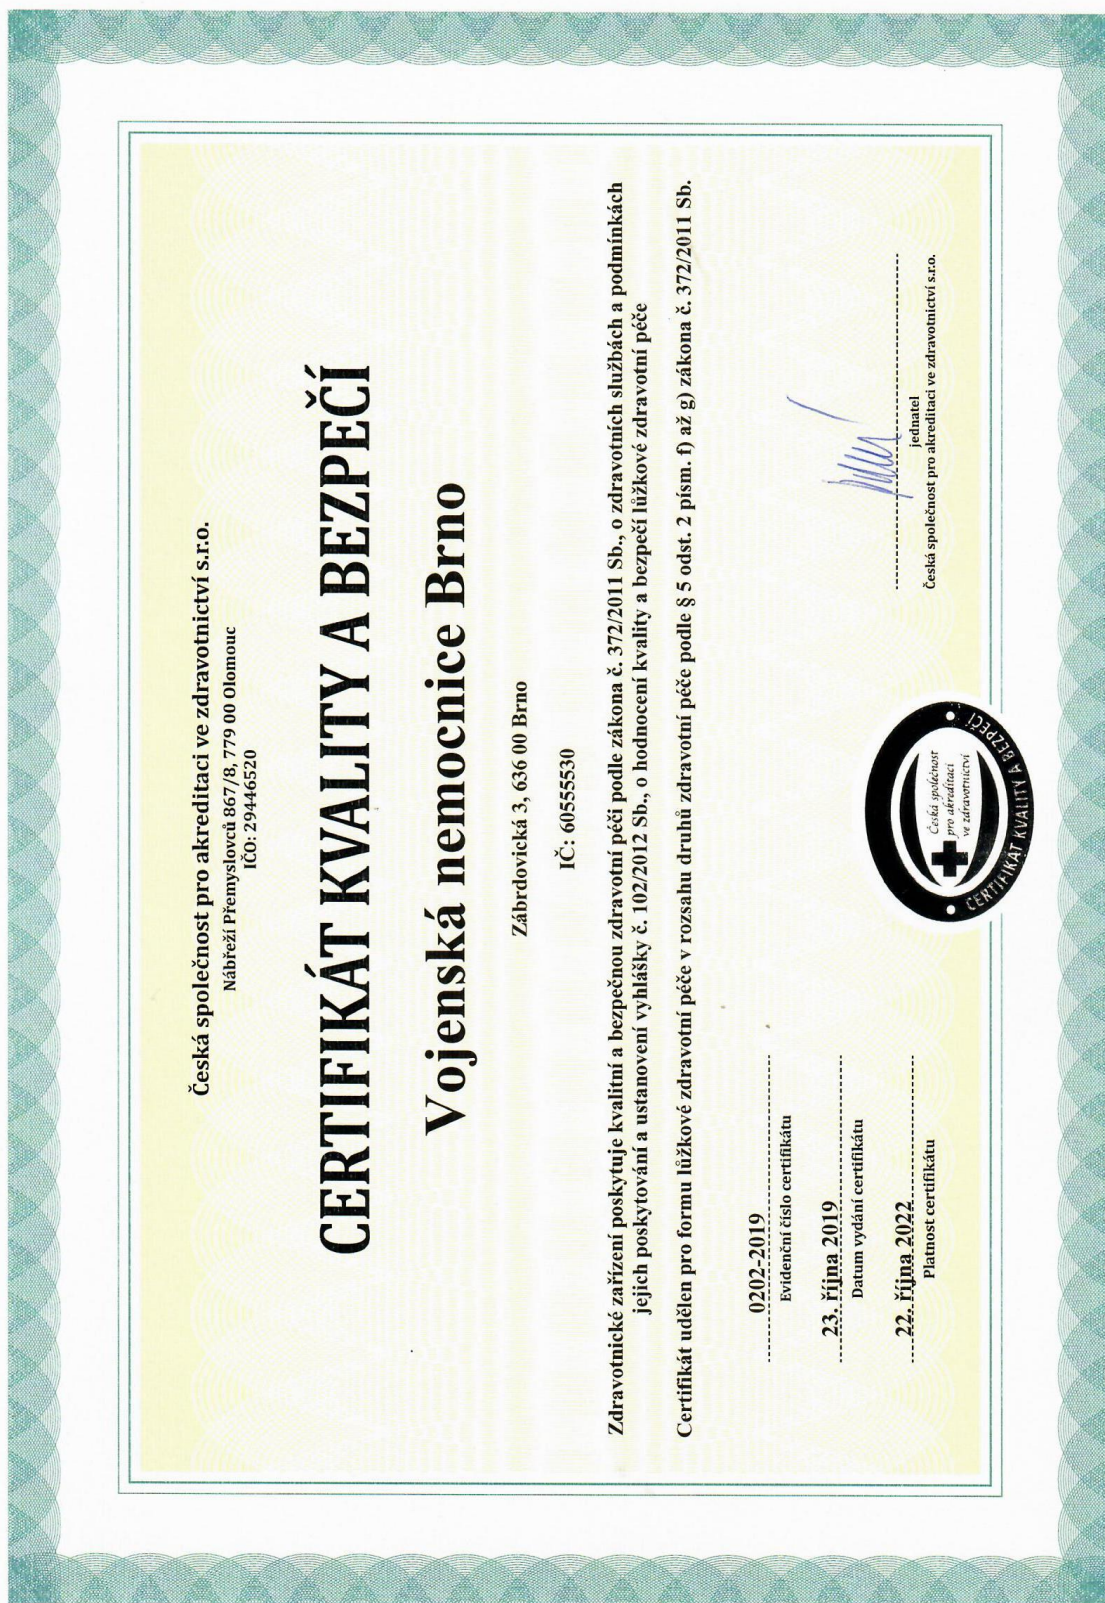 Česká společnost pro akreditaci ve zdravotnictví s.r.o.
Nábřeží Přemyslovců 867/8, 779 00 Olomouc
IČO: 29446520
CERTIFIKÁT KVALITY A BEZPEČÍ
Vojenská nemocnice Brno
Zábrdovická 3, 636 00 Brno
IČ: 60555530
Zdravotnické zařízení poskytuje kvalitní a bezpečnou zdravotní péči podle zákona č. 372/2011 Sb., o zdravotních službách a podmínkách
jejich poskytování a ustanovení vyhlášky č. 102/2012 Sb., o hodnocení kvality a bezpečí lůžkové zdravotní péče
Certifikát udělen pro formu lůžkové zdravotní péče v rozsahu druhů zdravotní péče podle § 5 odst. 2 písm. f) až g) zákona č. 372/2011 Sb.
0202-2019
Evidenční číslo certifikátu
23. října 2019
Datum vydání certifikátu
22. října 2022
Platnost certifikátu
Česká společnost
pro akreditaci
ve zdravotnictví
CERTIFIKÁT KVALITY A BEZPEČÍ
jednatel
Česká společnost pro akreditaci ve zdravotnictví s.r.o.